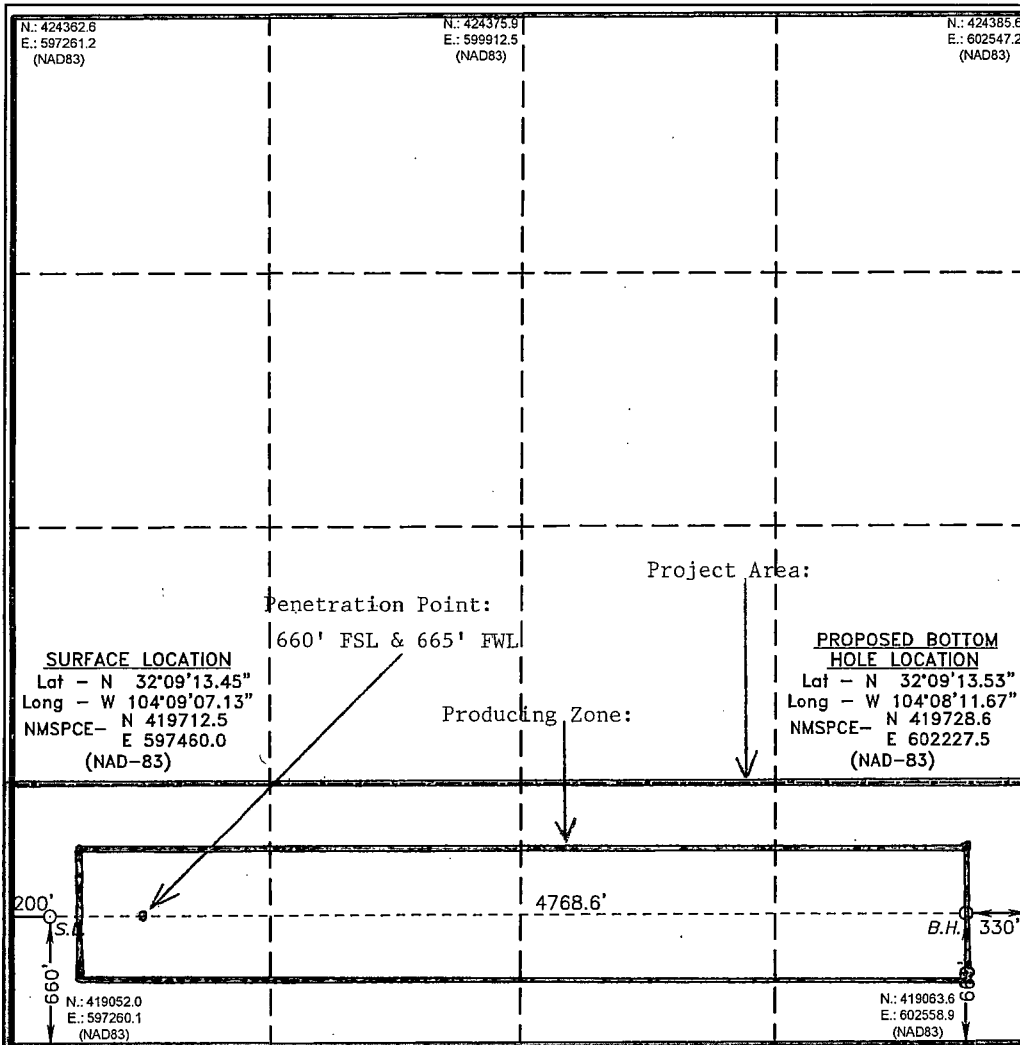 N.: 424362.6
E.: 597261.2
(NAD83)
N.: 424375.9
E.: 599912.5
(NAD83)
N.: 424385.6
E.: 602547.2
(NAD83)
Project Area:
Penetration Point:
660' FSL & 665' FWL
SURFACE LOCATION
Lat - N 32°09'13.45"
Long - W 104°09'07.13"
NMSPCE- N 419712.5
E 597460.0
(NAD-83)
Producing Zone:
PROPOSED BOTTOM
HOLE LOCATION
Lat - N 32°09'13.53"
Long - W 104°08'11.67"
NMSPCE- N 419728.6
E 602227.5
(NAD-83)
200'
S.L.
4768.6'
B.H.
330'
660'
N.: 419052.0
E.: 597260.1
(NAD83)
N.: 419063.6
E.: 602558.9
(NAD83)